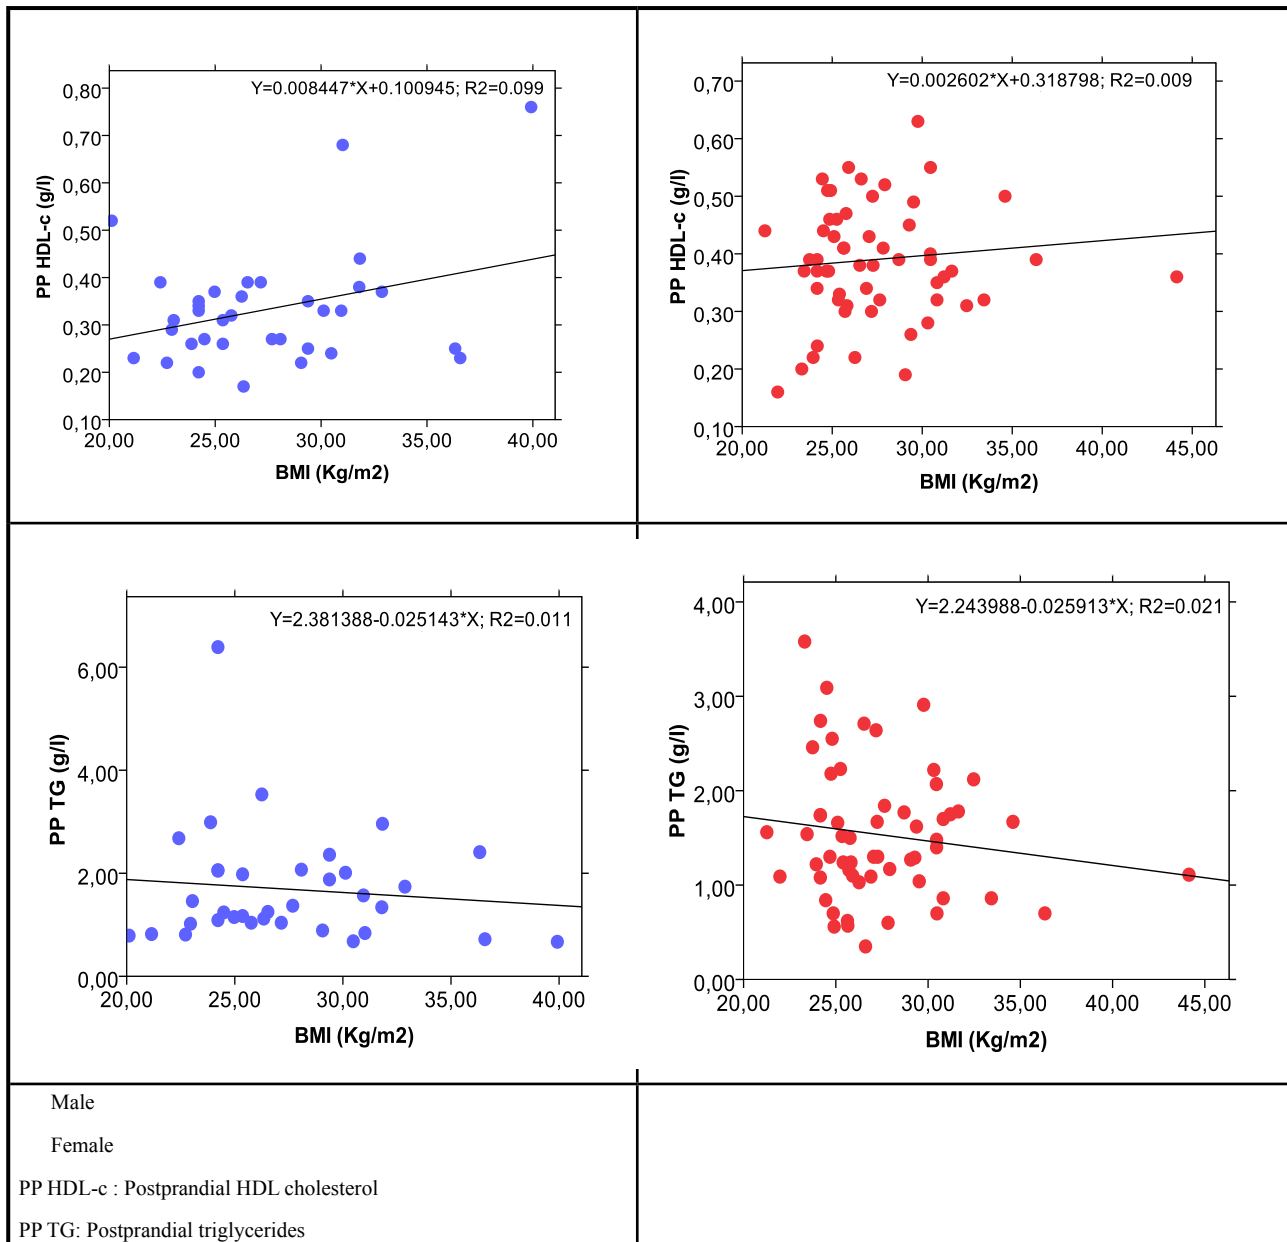 Y=0.008447*X+0.100945; R2=0.099
0,80
0,70
0,60
0,50
0,40
0,30
0,20
0,10
PP HDL-c (g/l)
20,00 25,00 30,00 35,00 40,00
BMI (Kg/m2)
Y=0.002602*X+0.318798; R2=0.009
0,70
0,60
0,50
0,40
0,30
0,20
0,10
PP HDL-c (g/l)
20,00 25,00 30,00 35,00 40,00 45,00
BMI (Kg/m2)
Y=2.381388-0.025143*X; R2=0.011
6,00
4,00
2,00
0,00
PP TG (g/l)
20,00 25,00 30,00 35,00 40,00
BMI (Kg/m2)
Y=2.243988-0.025913*X; R2=0.021
4,00
3,00
2,00
1,00
0,00
PP TG (g/l)
20,00 25,00 30,00 35,00 40,00 45,00
BMI (Kg/m2)
Male
Female
PP HDL-c : Postprandial HDL cholesterol
PP TG: Postprandial triglycerides